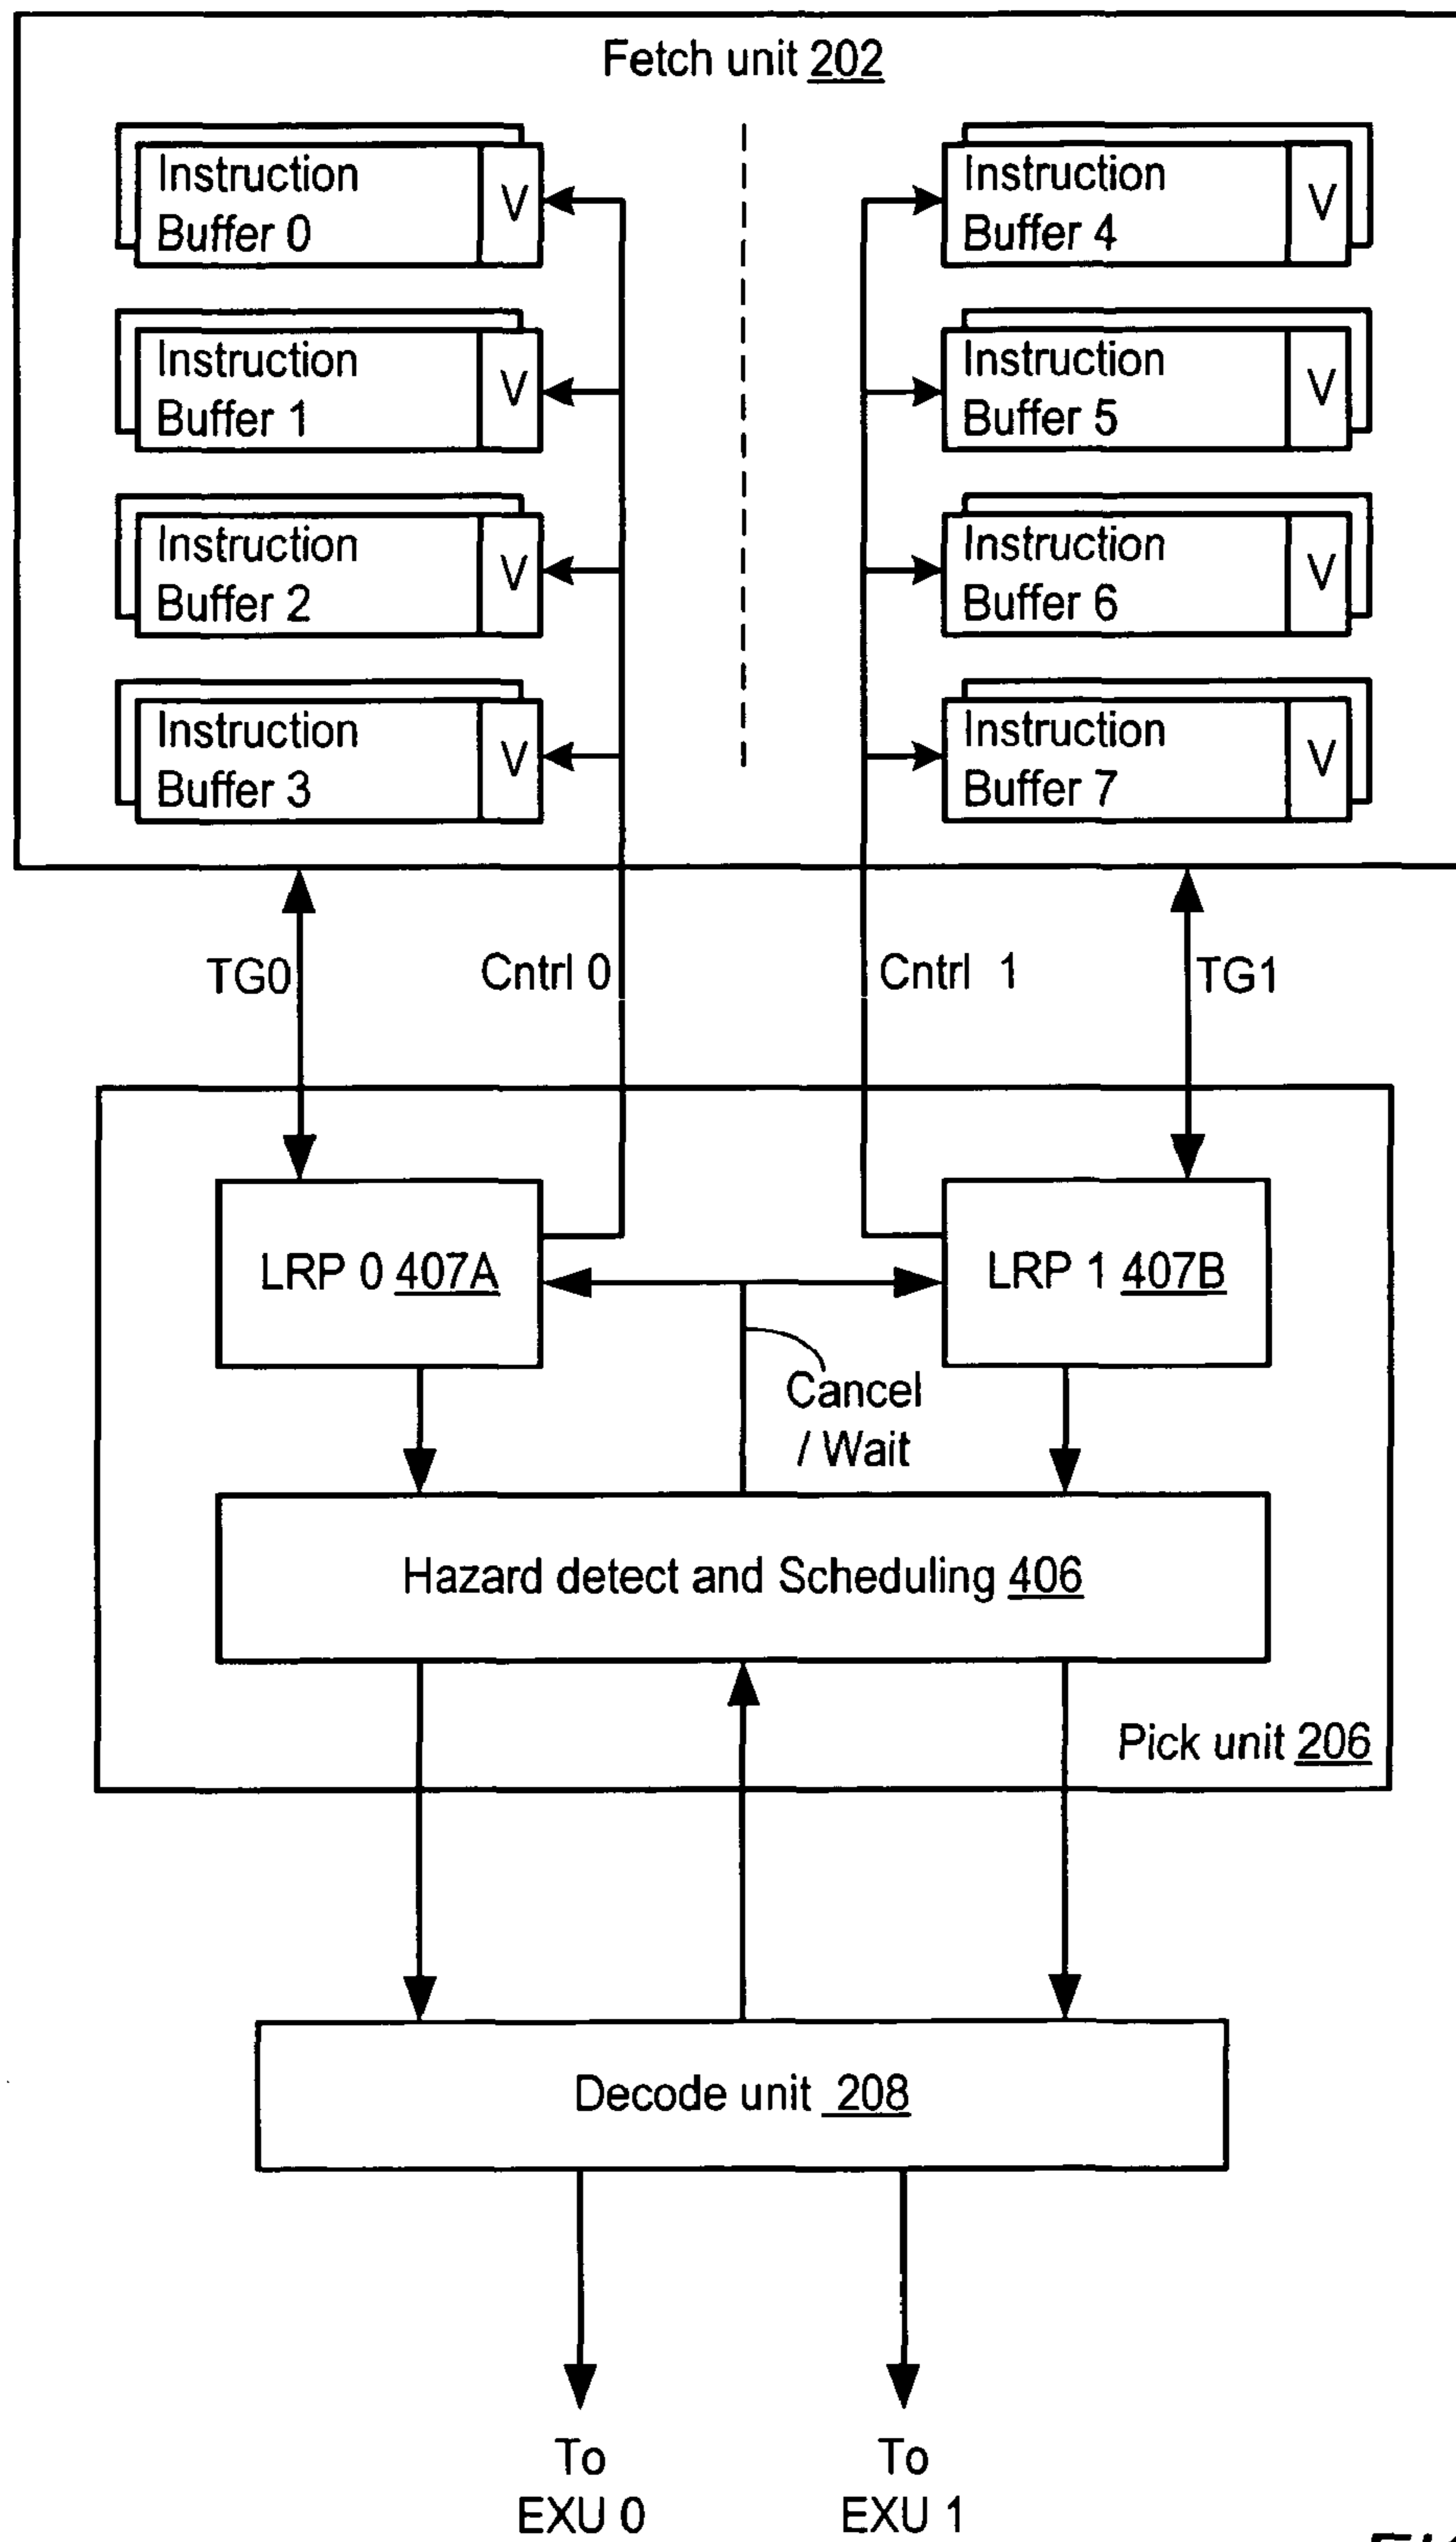 Fetch unit 202
Instruction
Buffer 0
V
Instruction
Buffer 4
V
Instruction
Buffer 1
V
Instruction
Buffer 5
V
Instruction
Buffer 2
V
Instruction
Buffer 6
V
Instruction
Buffer 3
V
Instruction
Buffer 7
V
TG0
Cntrl 0
Cntrl 1
TG1
LRP 0 407A
LRP 1 407B
Cancel
/ Wait
Hazard detect and Scheduling 406
Pick unit 206
Decode unit 208
To
EXU 0
To
EXU 1